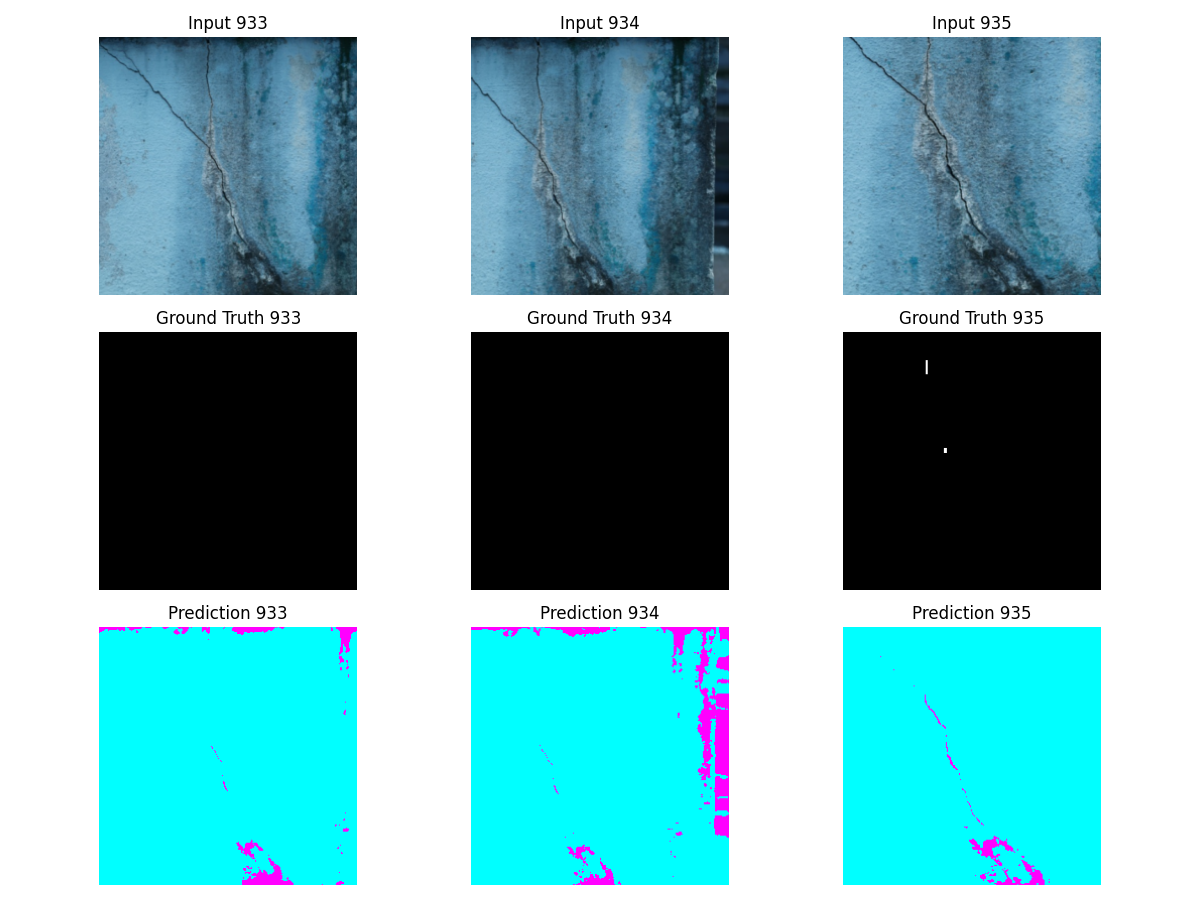 Input 933
Input 934
Input 935
Ground Truth 933
Ground Truth 934
Ground Truth 935
Prediction 933
Prediction 934
Prediction 935